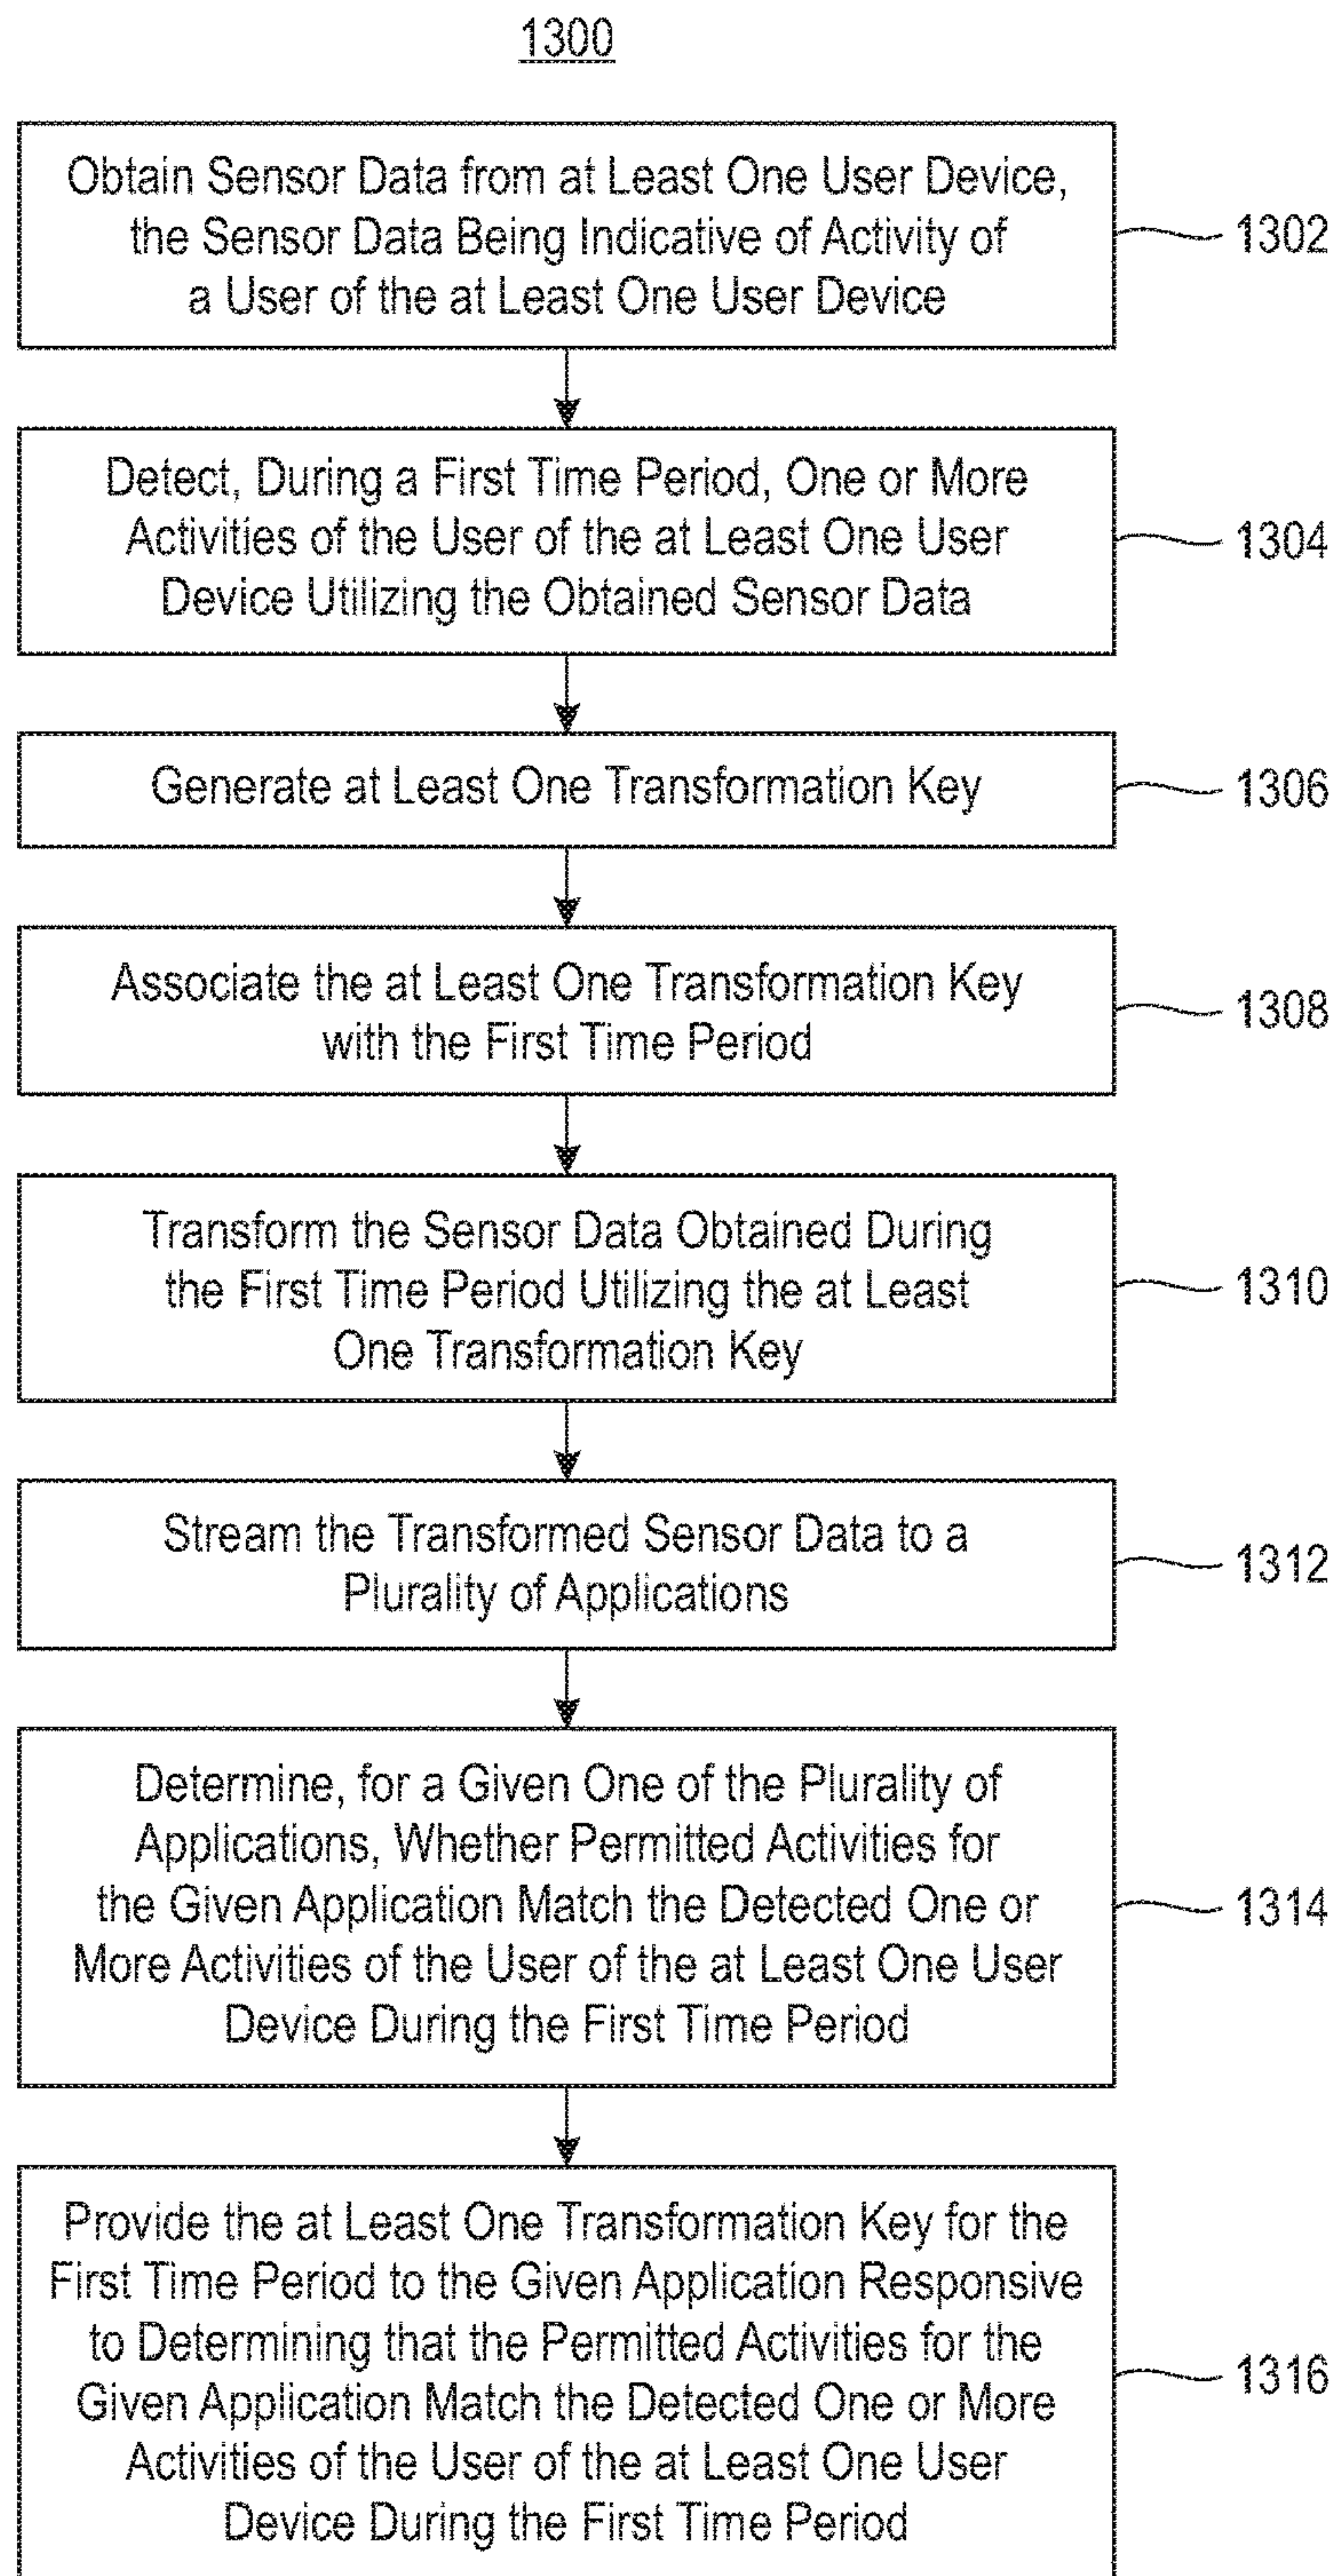 1300
Obtain Sensor Data from at Least One User Device,
the Sensor Data Being Indicative of Activity of
a User of the at Least One User Device
1302
Detect, During a First Time Period, One or More
Activities of the User of the at Least One User
Device Utilizing the Obtained Sensor Data
1304
Generate at Least One Transformation Key
1306
Associate the at Least One Transformation Key
with the First Time Period
1308
Transform the Sensor Data Obtained During
the First Time Period Utilizing the at Least
One Transformation Key
1310
Stream the Transformed Sensor Data to a
Plurality of Applications
1312
Determine, for a Given One of the Plurality of
Applications, Whether Permitted Activities for
the Given Application Match the Detected One or
More Activities of the User of the at Least One User
Device During the First Time Period
1314
Provide the at Least One Transformation Key for the
First Time Period to the Given Application Responsive
to Determining that the Permitted Activities for the
Given Application Match the Detected One or More
Activities of the User of the at Least One User
Device During the First Time Period
1316